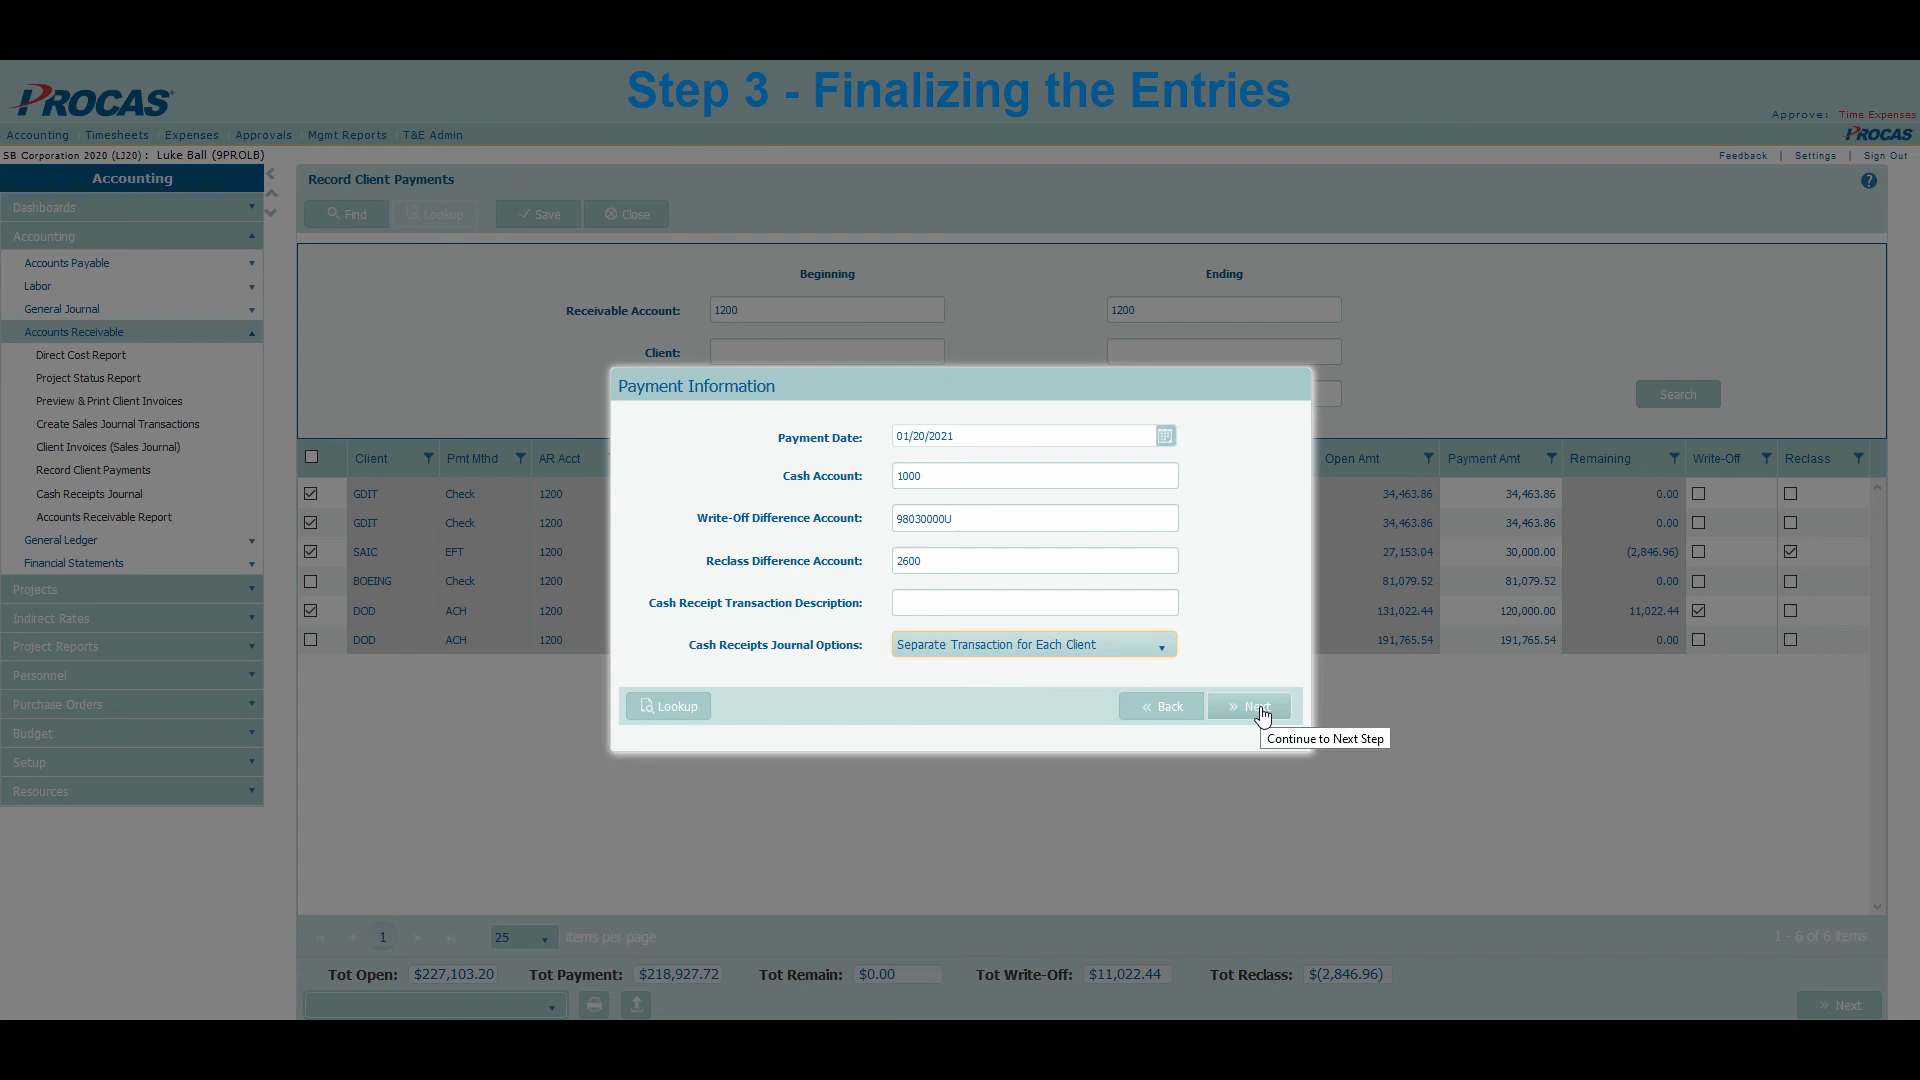 Step 3 - Finalizing the Entries
PROCAS
Approve: Time Expenses
Accounting Timesheets Expenses Approvals Mgmt Reports T&E Admin
PROCAS
SB Corporation 2020 (LJ20) : Luke Ball (9PROLB)
Feedback | Settings | Sign Out
Accounting
Dashboards
Accounting
Accounts Payable
Labor
General Journal
Accounts Receivable
Direct Cost Report
Project Status Report
Preview & Print Client Invoices
Create Sales Journal Transactions
Client Invoices (Sales Journal)
Record Client Payments
Cash Receipts Journal
Accounts Receivable Report
General Ledger
Financial Statements
Projects
Indirect Rates
Project Reports
Personnel
Purchase Orders
Budget
Setup
Resources
Record Client Payments
?
Find Lookup Save Close
Beginning Ending
Receivable Account: 1200 1200
Client:
Search
Client Pmt Mthd AR Acct Open Amt Payment Amt Remaining Write-Off Reclass
GDIT Check 1200 34,463.86 34,463.86 0.00
GDIT Check 1200 34,463.86 34,463.86 0.00
SAIC EFT 1200 27,153.04 30,000.00 (2,846.96)
BOEING Check 1200 81,079.52 81,079.52 0.00
DOD ACH 1200 131,022.44 120,000.00 11,022.44
DOD ACH 1200 191,765.54 191,765.54 0.00
Payment Information
Payment Date: 01/20/2021
Cash Account: 1000
Write-Off Difference Account: 98030000U
Reclass Difference Account: 2600
Cash Receipt Transaction Description:
Cash Receipts Journal Options: Separate Transaction for Each Client
Lookup « Back » Next
Continue to Next Step
1 25 items per page 1 - 6 of 6 items
Tot Open: $227,103.20 Tot Payment: $218,927.72 Tot Remain: $0.00 Tot Write-Off: $11,022.44 Tot Reclass: $(2,846.96)
» Next